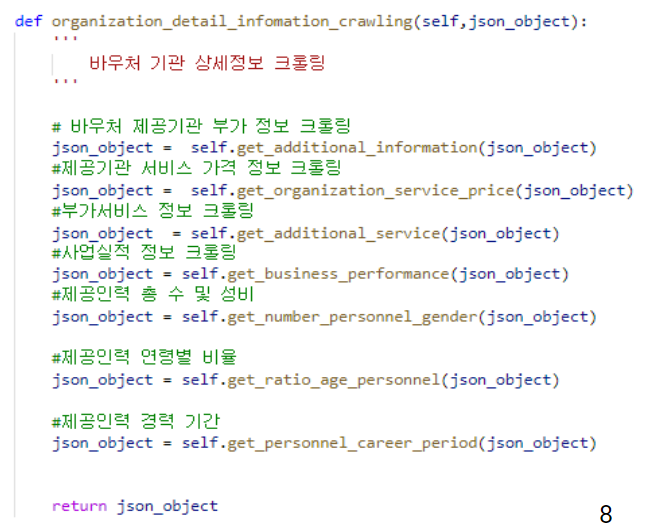 def organization_detail_infomation_crawling(self,json_object):
'''
바우처 기관 상세정보 크롤링
'''
# 바우처 제공기관 부가 정보 크롤링
json_object =  self.get_additional_information(json_object)
#제공기관 서비스 가격 정보 크롤링
json_object =  self.get_organization_service_price(json_object)
#부가서비스 정보 크롤링
json_object  = self.get_additional_service(json_object)
#사업실적 정보 크롤링
json_object = self.get_business_performance(json_object)
#제공인력 총 수 및 성비
json_object = self.get_number_personnel_gender(json_object)
#제공인력 연령별 비율
json_object = self.get_ratio_age_personnel(json_object)
#제공인력 경력 기간
json_object = self.get_personnel_career_period(json_object)
return json_object
8